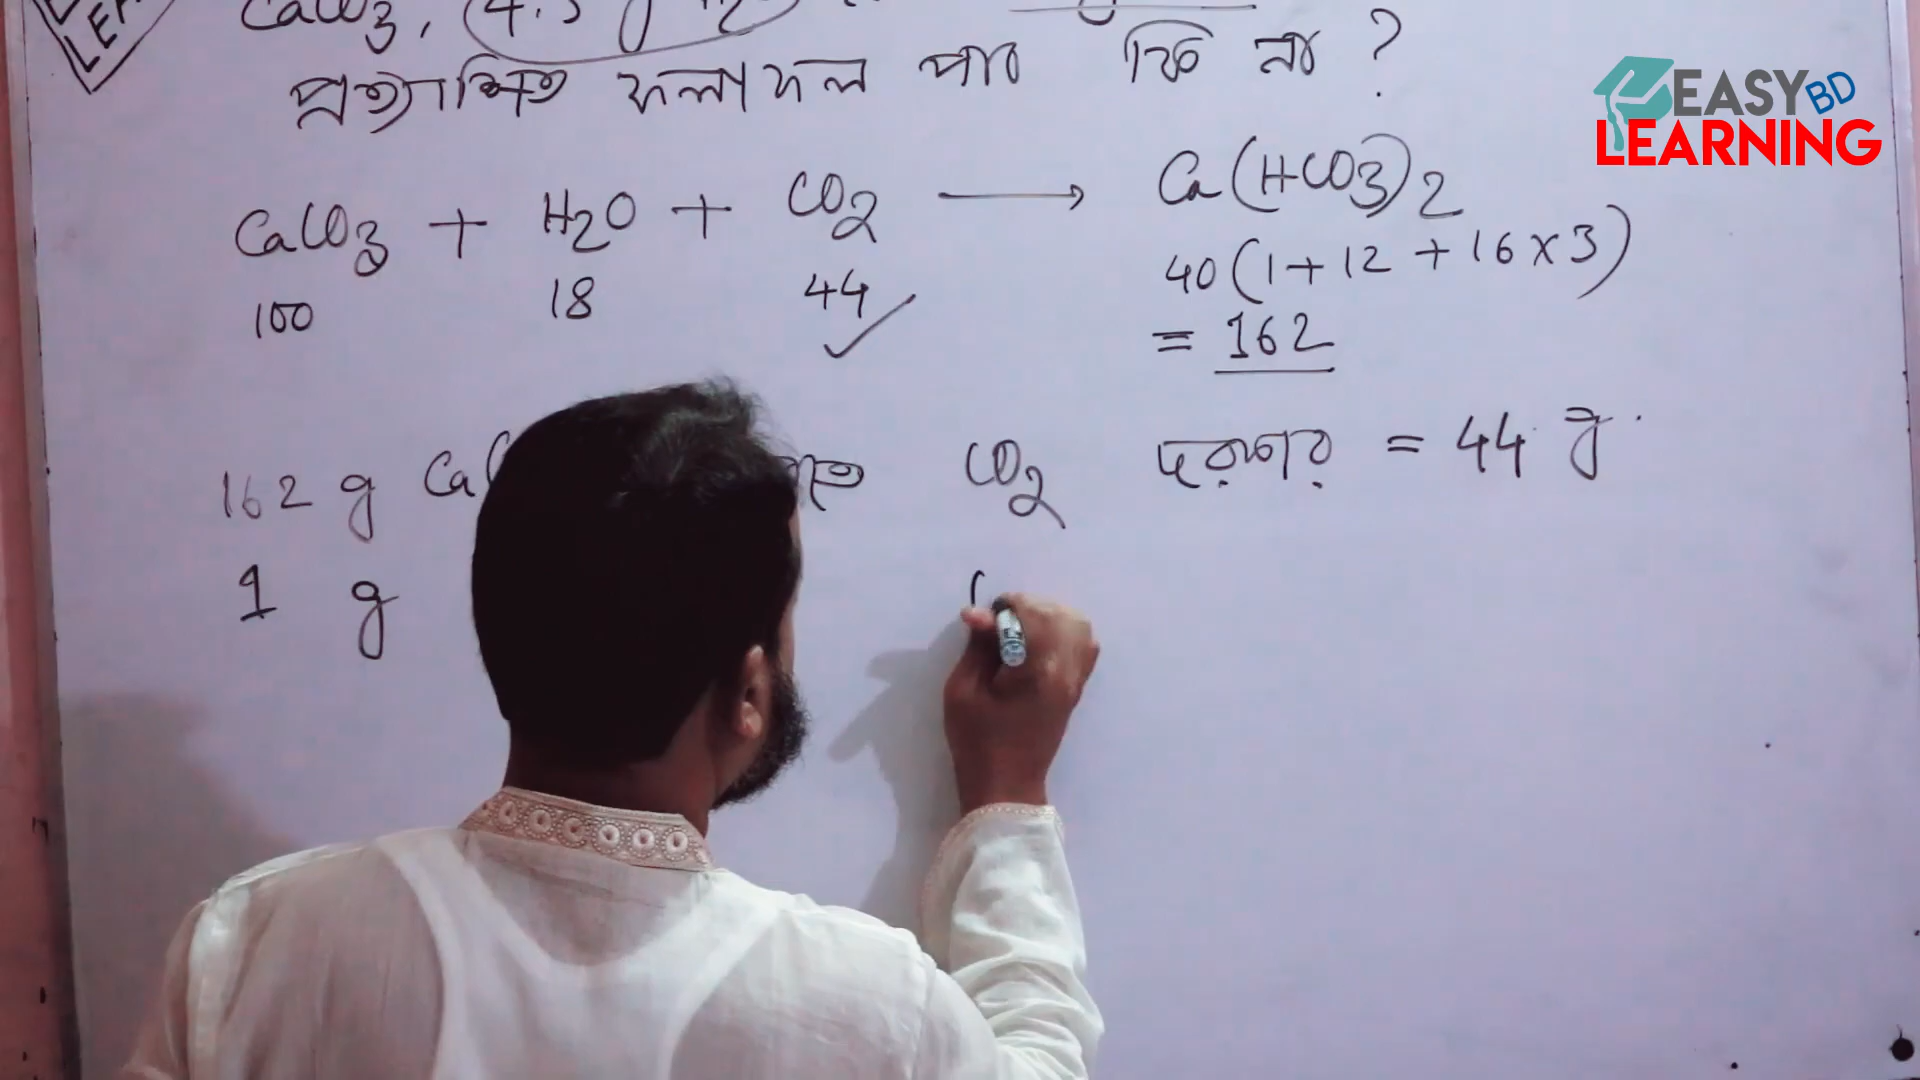 CaCO3,
প্রত্যাশিত ফলাফল পাব কি না ?
EASY BD
LEARNING
CaCO3 + H2O + CO2 → Ca(HCO3)2
100 18 44 40(1+12+16×3)
= 162
162 g Ca( CO2 দরকার = 44 g.
1 g